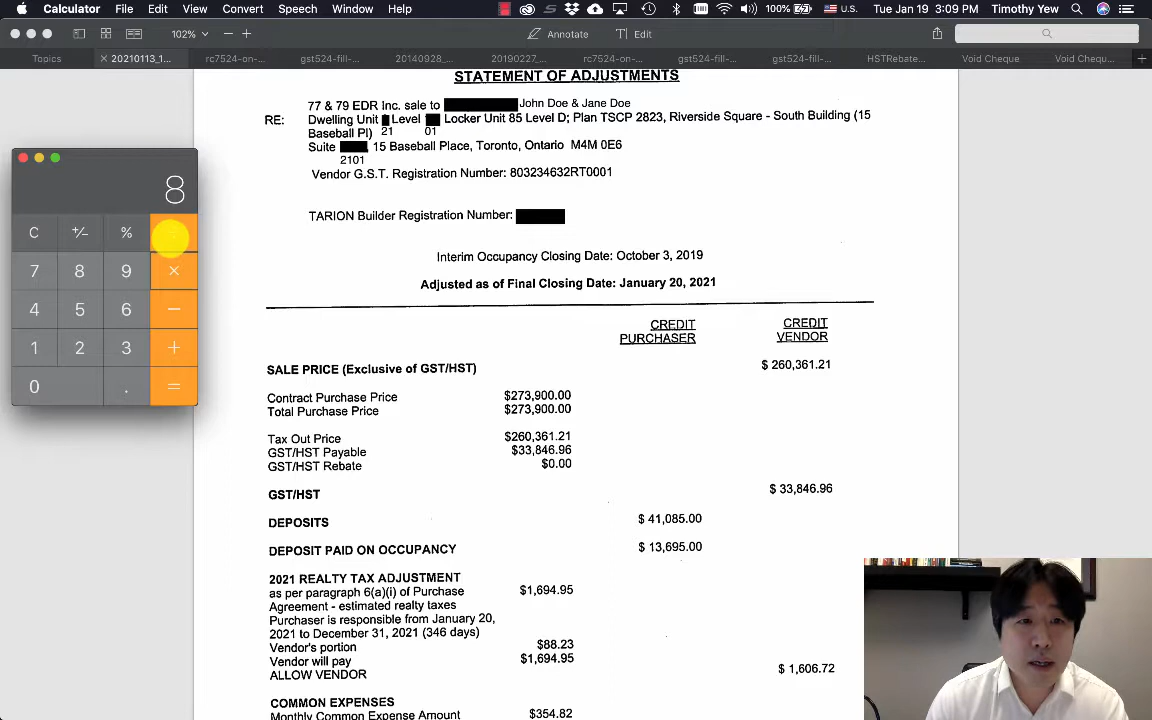 Calculator File Edit View Convert Speech Window Help 100% U.S. Tue Jan 19 3:09 PM Timothy Yew
102% Annotate Edit
Topics 20210113_1... rc7524-on-... gst524-fill-... 20140928_... 20190227_... rc7524-on-... gst524-fill-... gst524-fill-... HSTRebate... Void Cheque Void Chequ...
STATEMENT OF ADJUSTMENTS
77 & 79 EDR Inc. sale to John Doe & Jane Doe
RE: Dwelling Unit Level Locker Unit 85 Level D; Plan TSCP 2823, Riverside Square - South Building (15
Baseball Pl) 21 01
Suite , 15 Baseball Place, Toronto, Ontario M4M 0E6
2101
Vendor G.S.T. Registration Number: 803234632RT0001
TARION Builder Registration Number:
Interim Occupancy Closing Date: October 3, 2019
Adjusted as of Final Closing Date: January 20, 2021
CREDIT PURCHASER
CREDIT VENDOR
SALE PRICE (Exclusive of GST/HST) $ 260,361.21
Contract Purchase Price $273,900.00
Total Purchase Price $273,900.00
Tax Out Price $260,361.21
GST/HST Payable $33,846.96
GST/HST Rebate $0.00
GST/HST $ 33,846.96
DEPOSITS $ 41,085.00
DEPOSIT PAID ON OCCUPANCY $ 13,695.00
2021 REALTY TAX ADJUSTMENT
as per paragraph 6(a)(i) of Purchase $1,694.95
Agreement - estimated realty taxes
Purchaser is responsible from January 20,
2021 to December 31, 2021 (346 days)
Vendor's portion $88.23
Vendor will pay $1,694.95
ALLOW VENDOR $ 1,606.72
COMMON EXPENSES
Monthly Common Expense Amount $354.82
8
C +/- % ÷
7 8 9 ×
4 5 6 −
1 2 3 +
0 . =